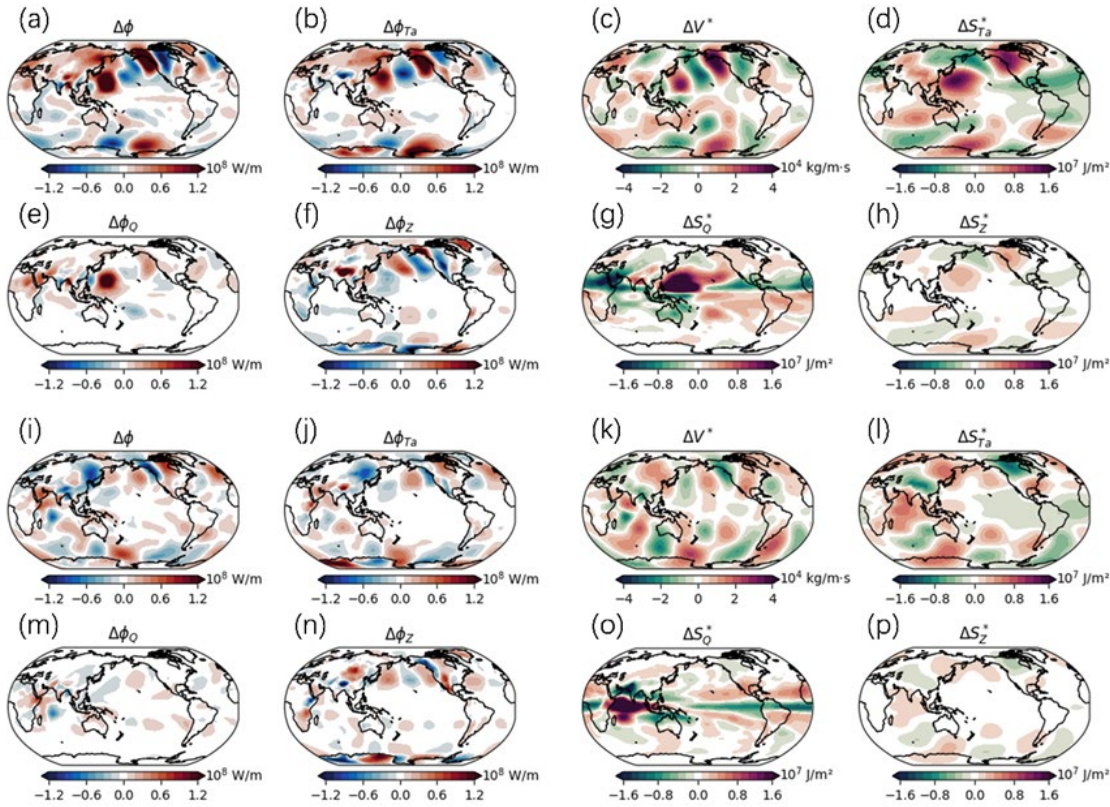 (a) Δϕ
(b) Δϕ_Ta
(c) ΔV*
(d) ΔS*_Ta
-1.2 -0.6 0.0 0.6 1.2 10⁸ W/m
-1.2 -0.6 0.0 0.6 1.2 10⁸ W/m
-4 -2 0 2 4 10⁴ kg/m·s
-1.6 -0.8 0.0 0.8 1.6 10⁷ J/m²
(e) Δϕ_Q
(f) Δϕ_Z
(g) ΔS*_Q
(h) ΔS*_Z
-1.2 -0.6 0.0 0.6 1.2 10⁸ W/m
-1.2 -0.6 0.0 0.6 1.2 10⁸ W/m
-1.6 -0.8 0.0 0.8 1.6 10⁷ J/m²
-1.6 -0.8 0.0 0.8 1.6 10⁷ J/m²
(i) Δϕ
(j) Δϕ_Ta
(k) ΔV*
(l) ΔS*_Ta
-1.2 -0.6 0.0 0.6 1.2 10⁸ W/m
-1.2 -0.6 0.0 0.6 1.2 10⁸ W/m
-4 -2 0 2 4 10⁴ kg/m·s
-1.6 -0.8 0.0 0.8 1.6 10⁷ J/m²
(m) Δϕ_Q
(n) Δϕ_Z
(o) ΔS*_Q
(p) ΔS*_Z
-1.2 -0.6 0.0 0.6 1.2 10⁸ W/m
-1.2 -0.6 0.0 0.6 1.2 10⁸ W/m
-1.6 -0.8 0.0 0.8 1.6 10⁷ J/m²
-1.6 -0.8 0.0 0.8 1.6 10⁷ J/m²